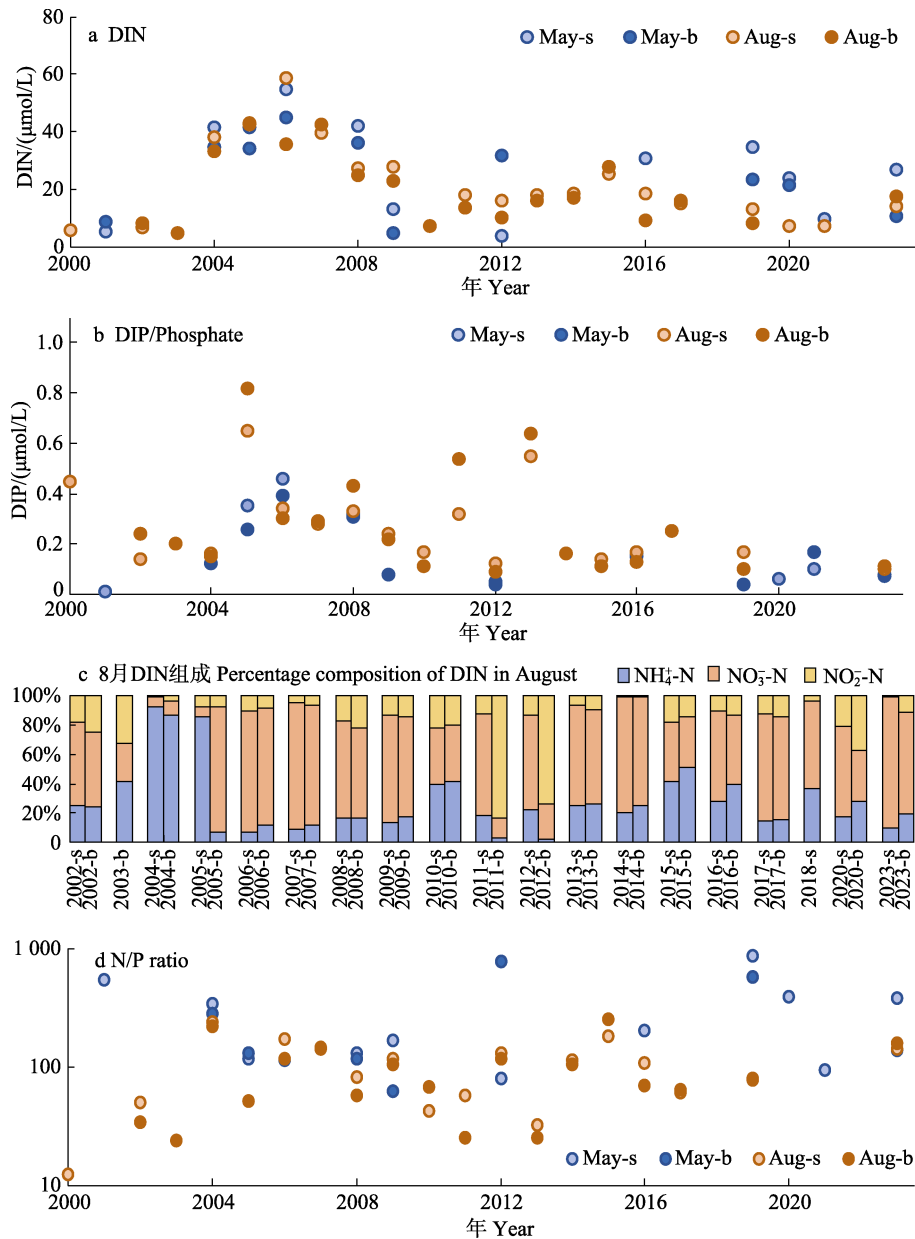 a DIN
May-s May-b Aug-s Aug-b
DIN/(μmol/L)
80
60
40
20
0
2000 2004 2008 2012 2016 2020
年 Year
b DIP/Phosphate
May-s May-b Aug-s Aug-b
DIP/(μmol/L)
1.0
0.8
0.6
0.4
0.2
0
2000 2004 2008 2012 2016 2020
年 Year
c 8月DIN组成 Percentage composition of DIN in August
NH₄⁺-N NO₃⁻-N NO₂⁻-N
100%
80%
60%
40%
20%
0
2002-s
2002-b
2003-b
2004-s
2004-b
2005-s
2005-b
2006-s
2006-b
2007-s
2007-b
2008-s
2008-b
2009-s
2009-b
2010-s
2010-b
2011-s
2011-b
2012-s
2012-b
2013-s
2013-b
2014-s
2014-b
2015-s
2015-b
2016-s
2016-b
2017-s
2017-b
2018-s
2020-s
2020-b
2023-s
2023-b
d N/P ratio
1 000
100
10
May-s May-b Aug-s Aug-b
2000 2004 2008 2012 2016 2020
年 Year